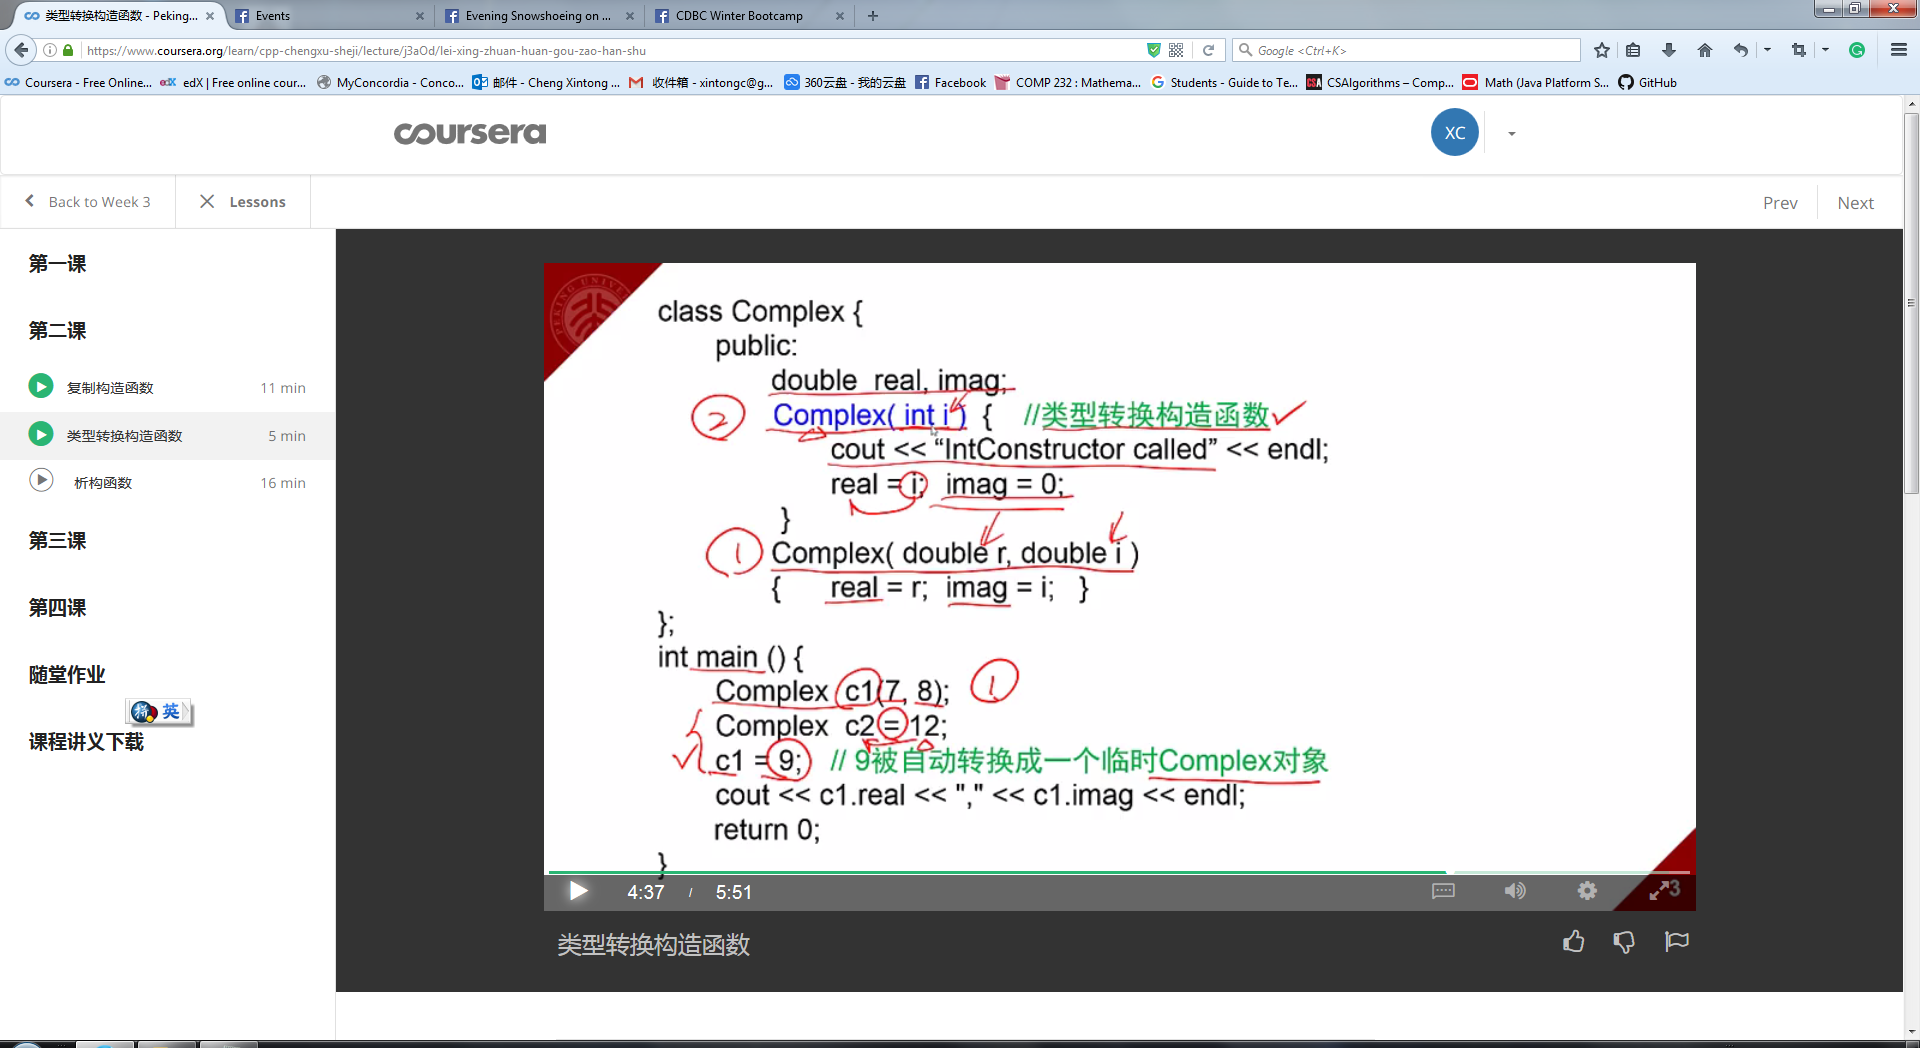 类型转换构造函数 - Peking...
Events
Evening Snowshoeing on ...
CDBC Winter Bootcamp
https://www.coursera.org/learn/cpp-chengxu-sheji/lecture/j3aOd/lei-xing-zhuan-huan-gou-zao-han-shu
Google <Ctrl+K>
Coursera - Free Online... edX | Free online cour... MyConcordia - Conco... 邮件 - Cheng Xintong ... 收件箱 - xintongc@g... 360云盘 - 我的云盘 Facebook COMP 232 : Mathema... Students - Guide to Te... CSAlgorithms – Comp... Math (Java Platform S... GitHub
coursera
XC
Back to Week 3
Lessons
Prev
Next
第一课
第二课
复制构造函数 11 min
类型转换构造函数 5 min
析构函数 16 min
第三课
第四课
随堂作业
拼 英
课程讲义下载
class Complex {
public:
double real, imag;
② Complex( int i ) { //类型转换构造函数
cout << “IntConstructor called” << endl;
real = i; imag = 0;
}
① Complex( double r, double i )
{ real = r; imag = i; }
};
int main () {
Complex c1(7, 8); ①
Complex c2 = 12;
c1 = 9; // 9被自动转换成一个临时Complex对象
cout << c1.real << "," << c1.imag << endl;
return 0;
}
4:37 / 5:51
3
类型转换构造函数